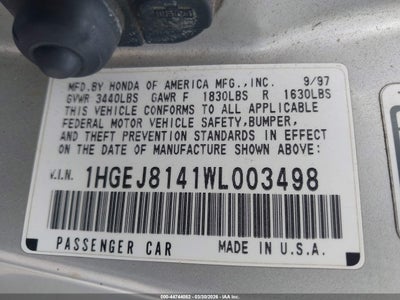 MFD.BY HONDA OF AMERICA MFG.,INC. 9/97
GVWR 3440LBS GAWR F 1830LBS R 1630LBS
THIS VEHICLE CONFORMS TO ALL APPLICABLE
FEDERAL MOTOR VEHICLE SAFETY,BUMPER,
AND THEFT PREVENTION STANDARDS IN EFFECT
ON THE DATE OF MANUFACTURE SHOWN ABOVE.
V.I.N. 1HGEJ8141WL003498
PASSENGER CAR MADE IN U.S.A.